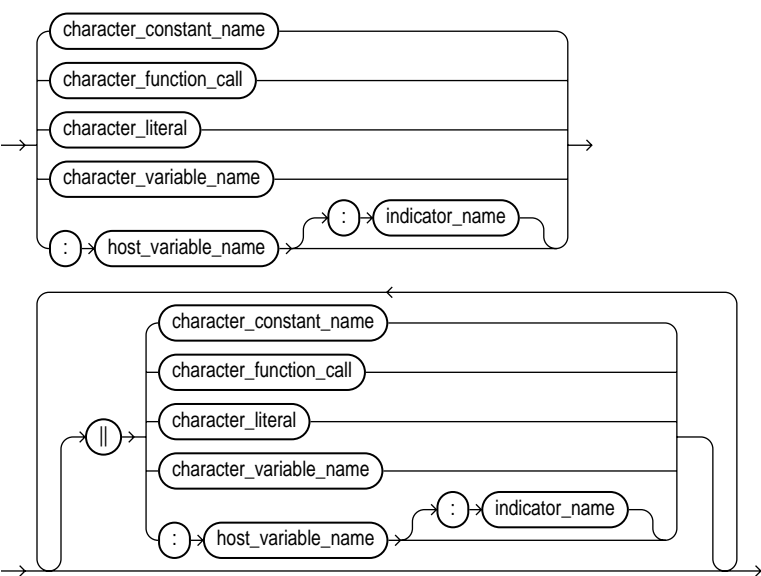 character_constant_name
character_function_call
character_literal
character_variable_name
: indicator_name
: host_variable_name
character_constant_name
character_function_call
character_literal
||
character_variable_name
: indicator_name
: host_variable_name